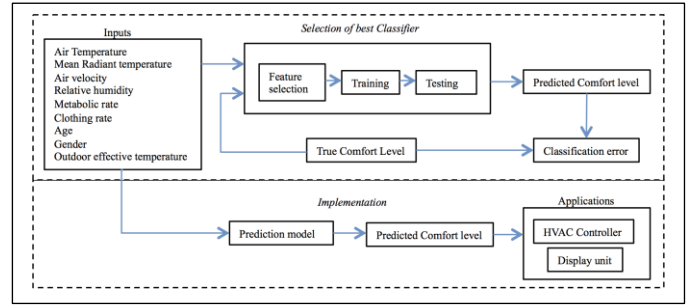 Inputs
Selection of best Classifier
Air Temperature
Mean Radiant temperature
Air velocity
Relative humidity
Metabolic rate
Clothing rate
Age
Gender
Outdoor effective temperature
Feature
selection
Training
Testing
Predicted Comfort level
True Comfort Level
Classification error
Implementation
Applications
Prediction model
Predicted Comfort level
HVAC Controller
Display unit